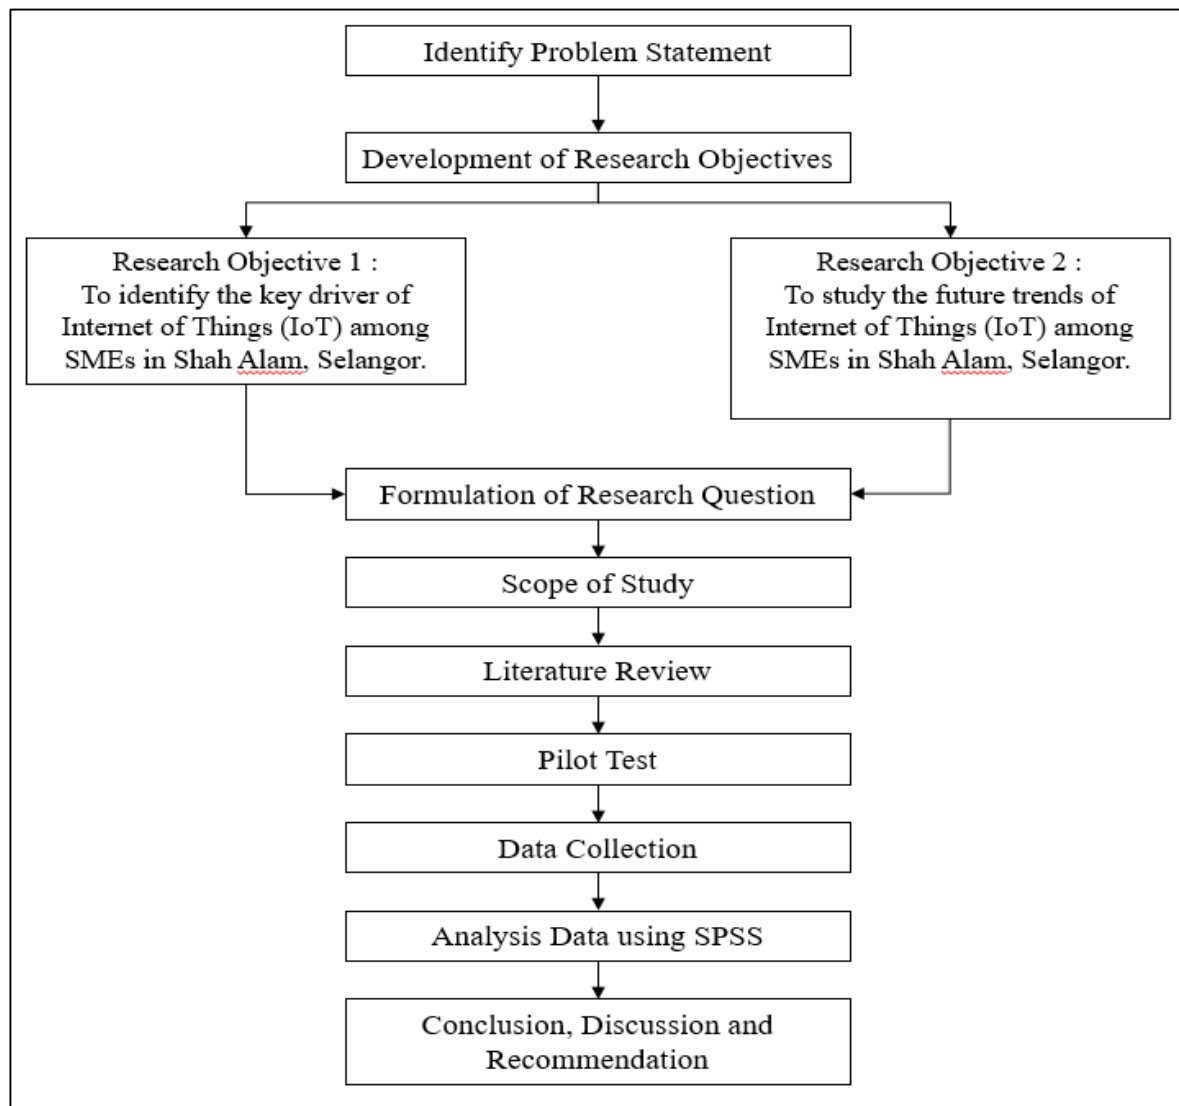 Identify Problem Statement
Development of Research Objectives
Research Objective 1 :
To identify the key driver of
Internet of Things (IoT) among
SMEs in Shah Alam, Selangor.
Research Objective 2 :
To study the future trends of
Internet of Things (IoT) among
SMEs in Shah Alam, Selangor.
Formulation of Research Question
Scope of Study
Literature Review
Pilot Test
Data Collection
Analysis Data using SPSS
Conclusion, Discussion and
Recommendation